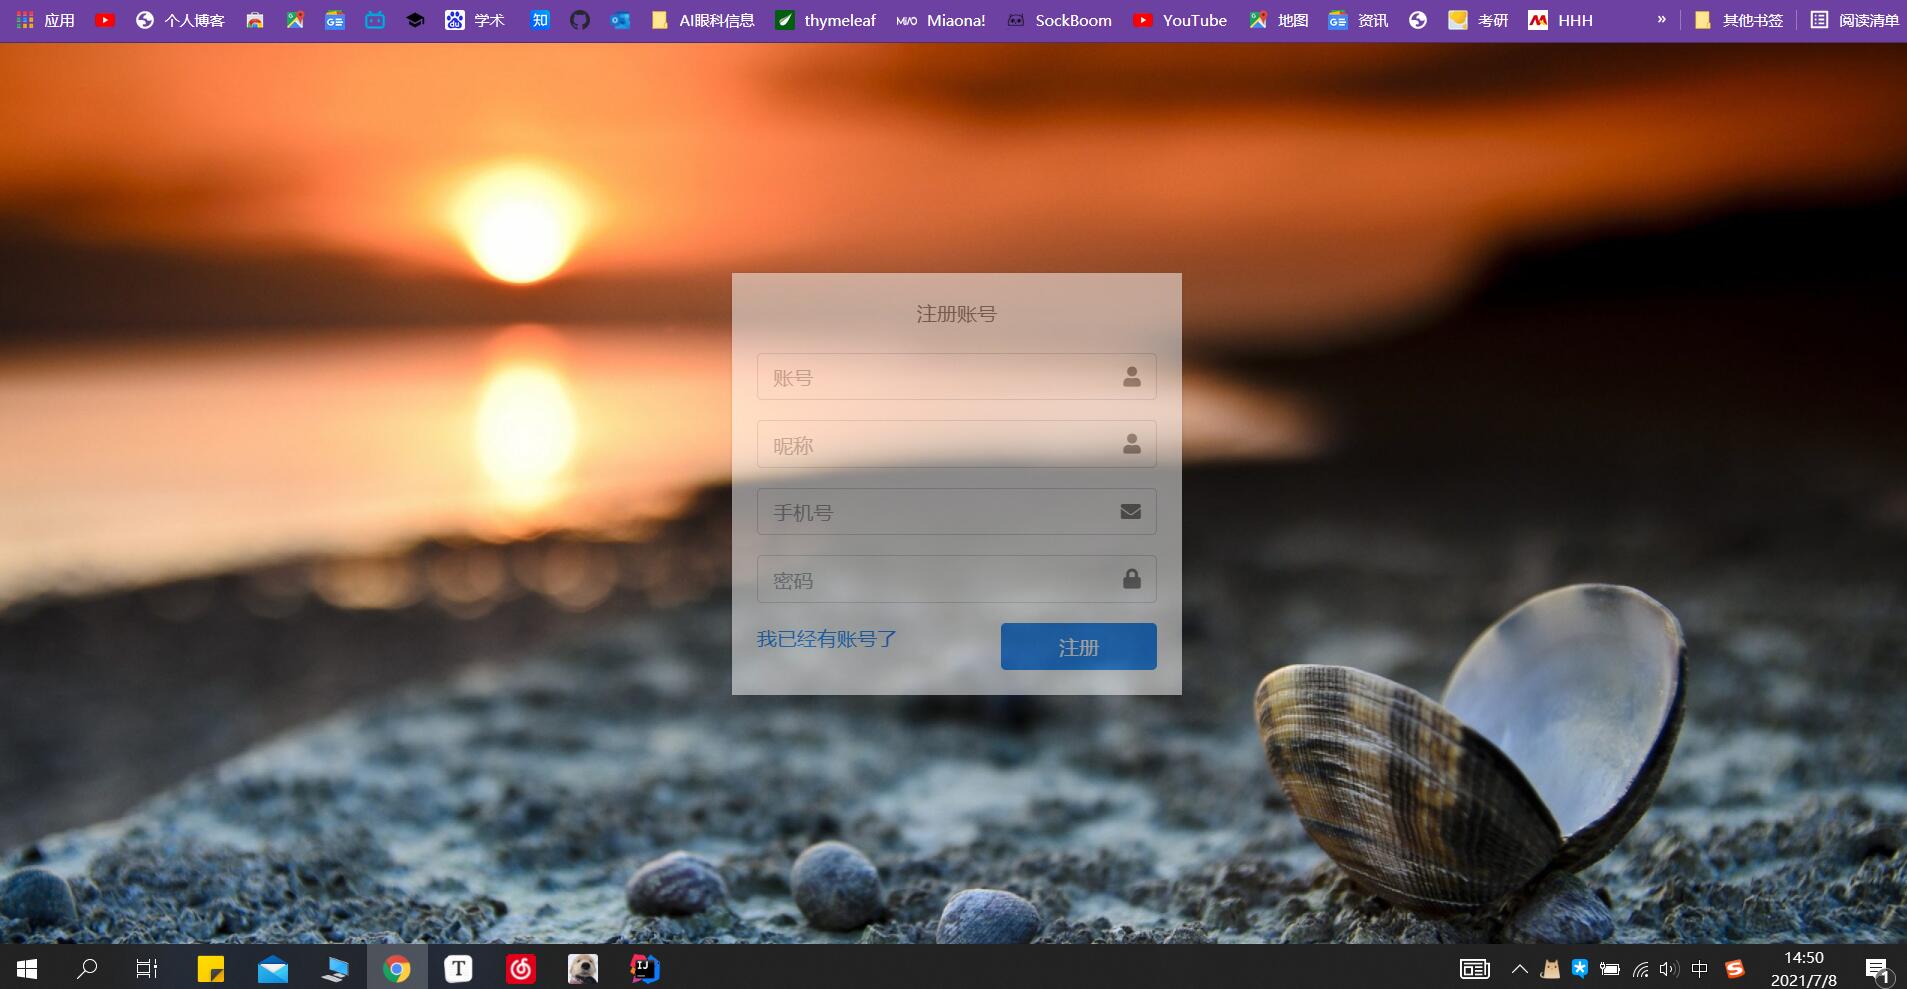 应用
个人博客
学术
知
AI眼科信息
thymeleaf
MIAO Miaona!
SockBoom
YouTube
地图
资讯
考研
HHH
»
其他书签
阅读清单
注册账号
账号
昵称
手机号
密码
我已经有账号了
注册
T
IJ
中
S
14:50
2021/7/8
1